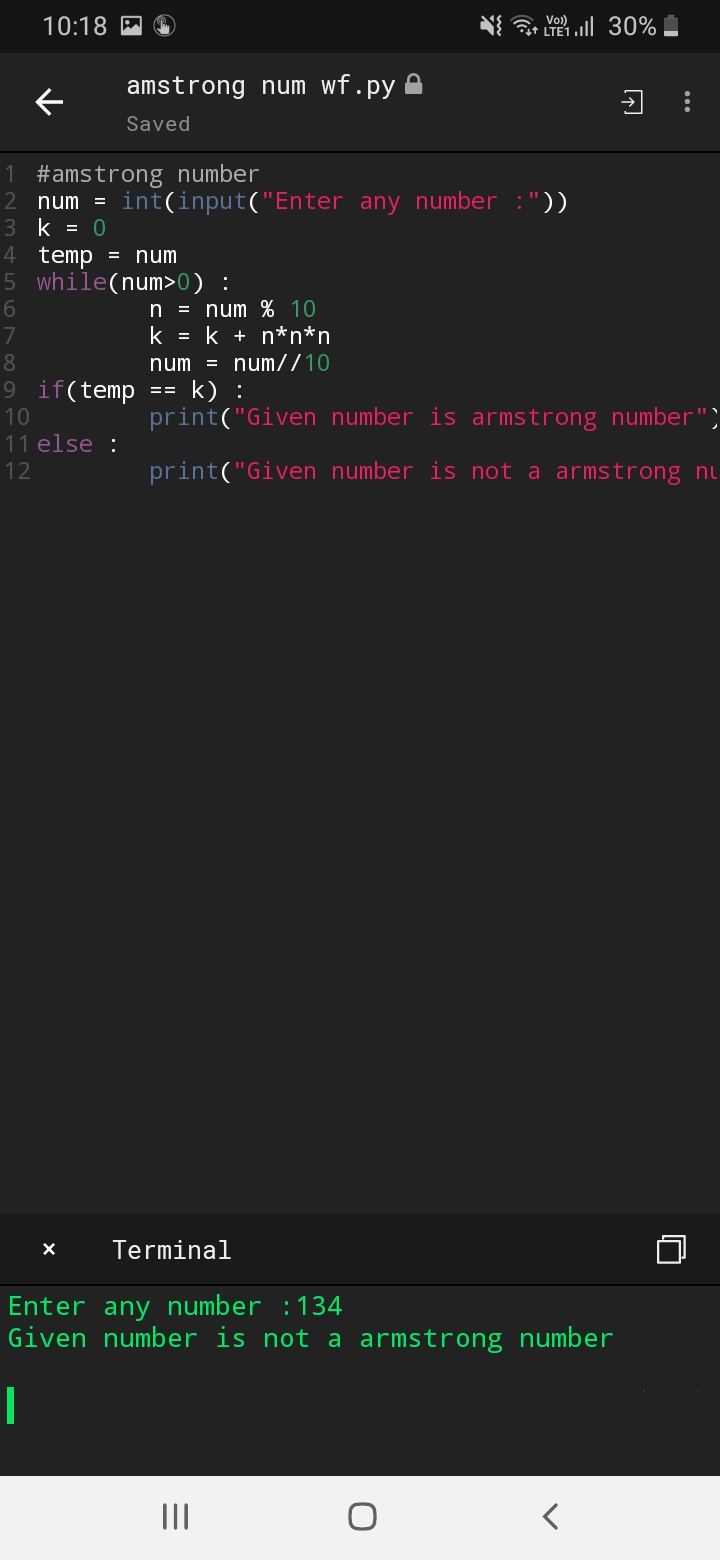 10:18 Vo)) LTE1 30%
amstrong num wf.py
Saved
1 #amstrong number
2 num = int(input("Enter any number :"))
3 k = 0
4 temp = num
5 while(num>0) :
6 n = num % 10
7 k = k + n*n*n
8 num = num//10
9 if(temp == k) :
10 print("Given number is armstrong number")
11 else :
12 print("Given number is not a armstrong nu
× Terminal
Enter any number :134
Given number is not a armstrong number